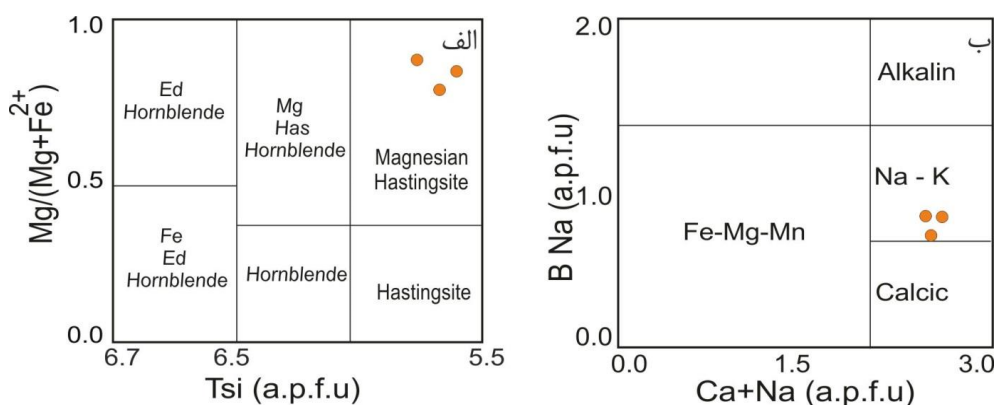 الف
1.0
Ed
Hornblende
Mg
Has
Hornblende
Magnesian
Hastingsite
0.5
Fe
Ed
Hornblende
Hornblende
Hastingsite
0.0
6.7
6.5
5.5
Tsi (a.p.f.u)
Mg/(Mg+Fe2+)
ب
2.0
Alkalin
Na - K
1.0
Fe-Mg-Mn
Calcic
0.0
0.0
1.5
3.0
Ca+Na (a.p.f.u)
B Na (a.p.f.u)